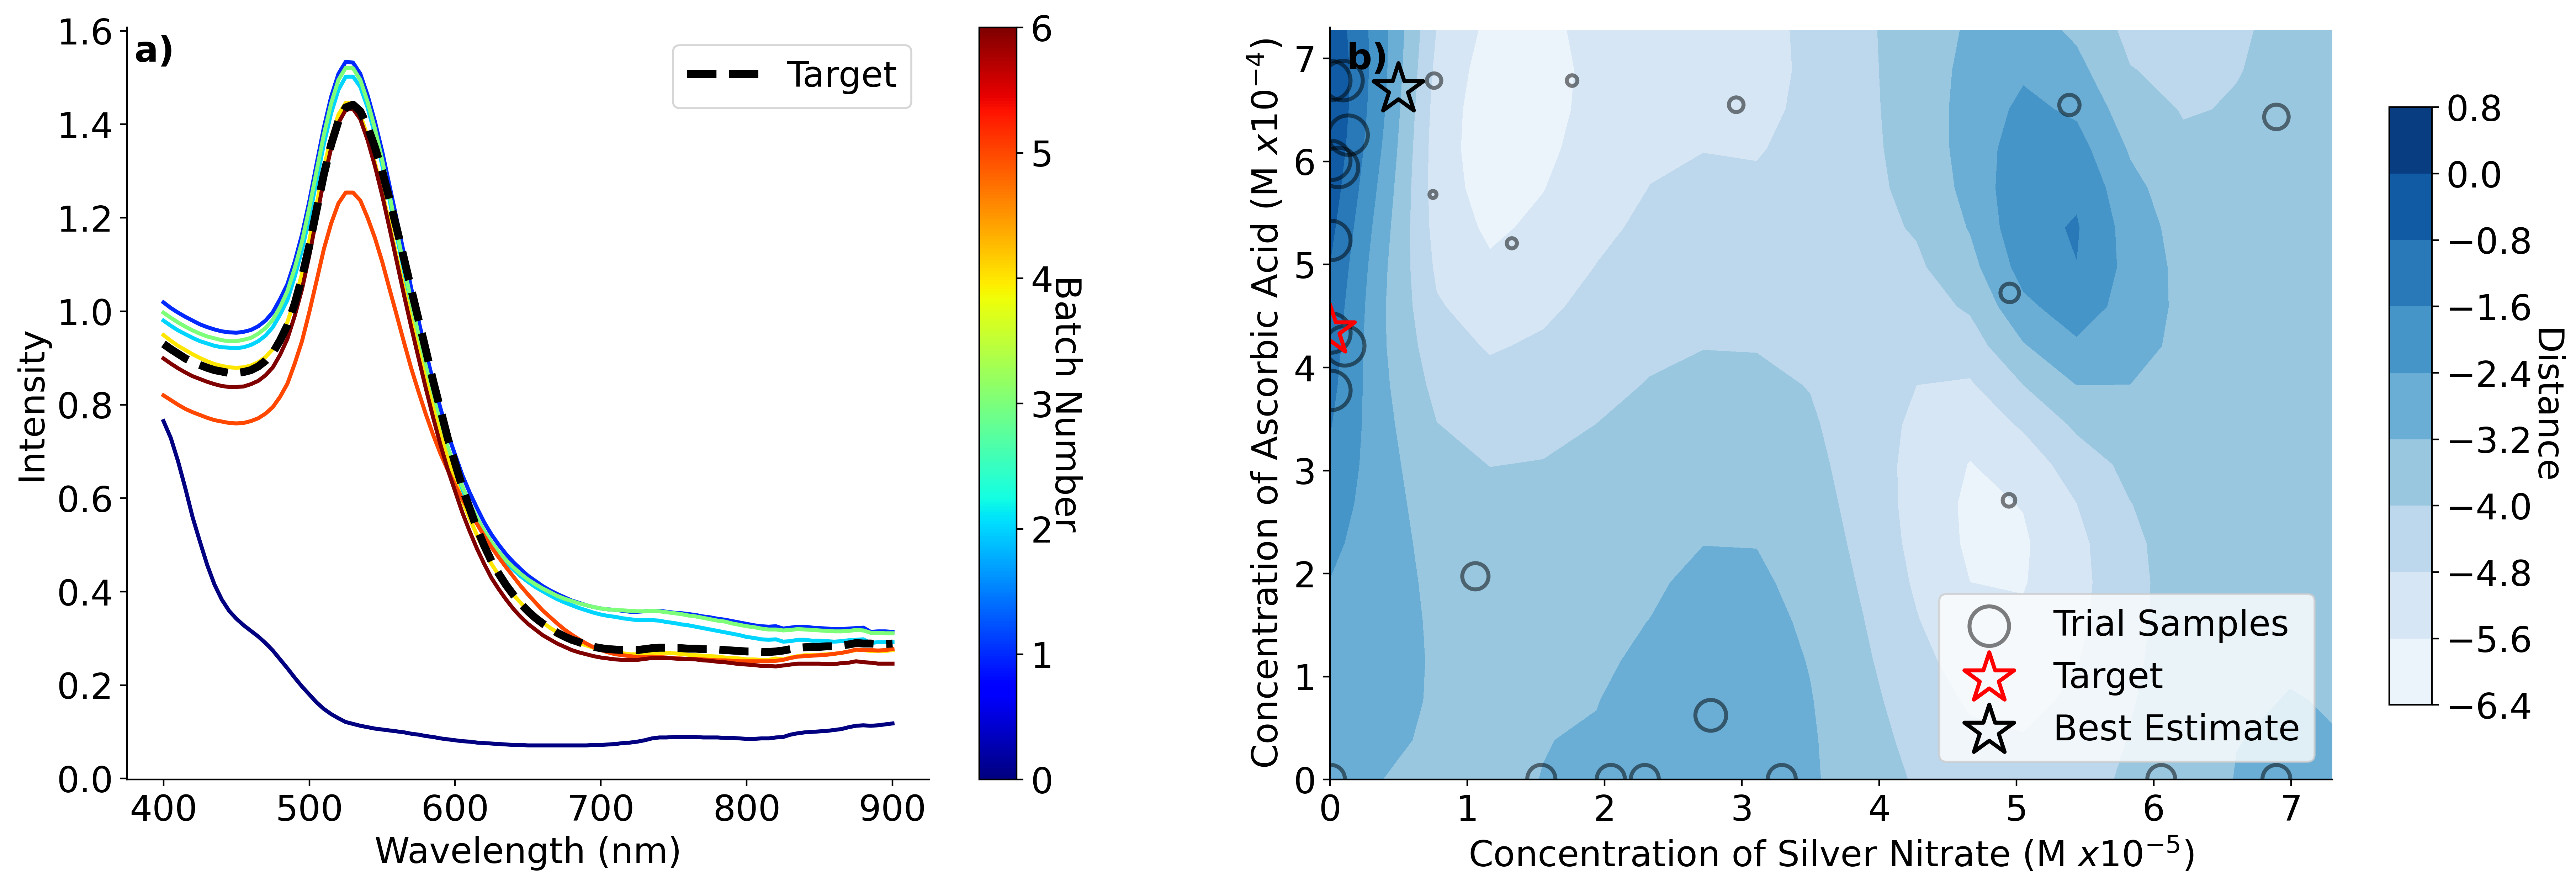 a)
Target
Intensity
1.6
1.4
1.2
1.0
0.8
0.6
0.4
0.2
0.0
400 500 600 700 800 900
Wavelength (nm)
6
5
4
3
2
1
0
Batch Number
b)
Concentration of Ascorbic Acid (M x10⁻⁴)
7
6
5
4
3
2
1
0
0 1 2 3 4 5 6 7
Concentration of Silver Nitrate (M x10⁻⁵)
Trial Samples
Target
Best Estimate
0.8
0.0
−0.8
−1.6
−2.4
−3.2
−4.0
−4.8
−5.6
−6.4
Distance